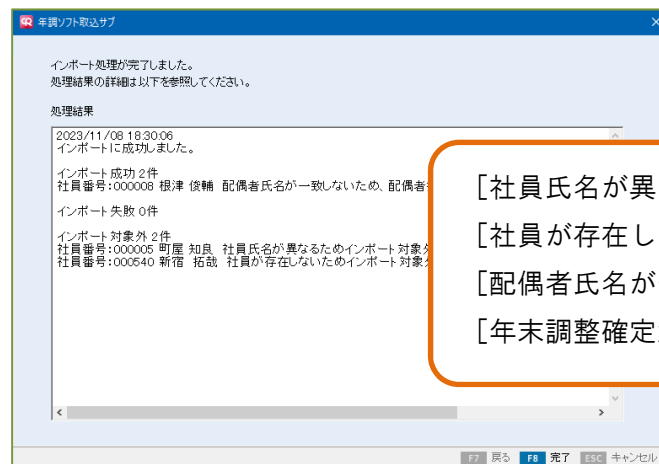 年調ソフト取込サブ
インポート処理が完了しました。
処理結果の詳細は以下を参照してください。
処理結果
2023/11/08 18:30:06
インポートに成功しました。
インポート成功 2件
社員番号:000008 根津 俊輔 配偶者氏名が一致しないため、配偶者
インポート失敗 0件
インポート対象外 2件
社員番号:000005 町屋 知良 社員氏名が異なるためインポート対象外
社員番号:000540 新宿 拓哉 社員が存在しないためインポート対象外
[社員氏名が異
[社員が存在し
[配偶者氏名が
[年末調整確定
F7 戻る F8 完了 ESC キャンセル